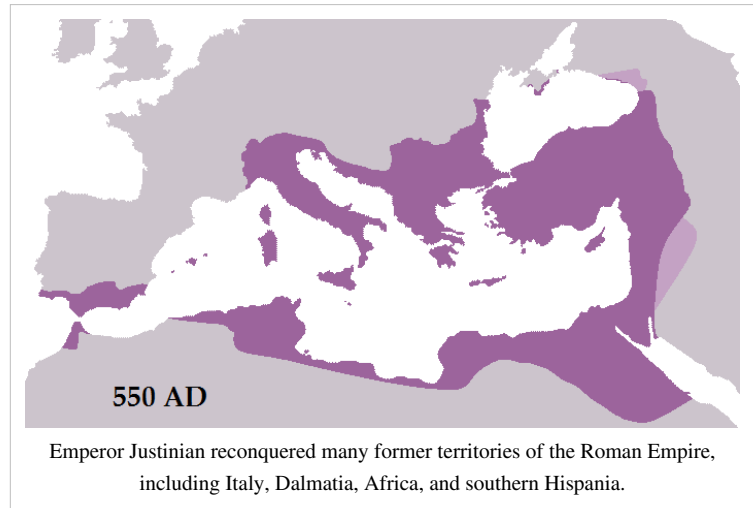 550 AD
Emperor Justinian reconquered many former territories of the Roman Empire,
including Italy, Dalmatia, Africa, and southern Hispania.